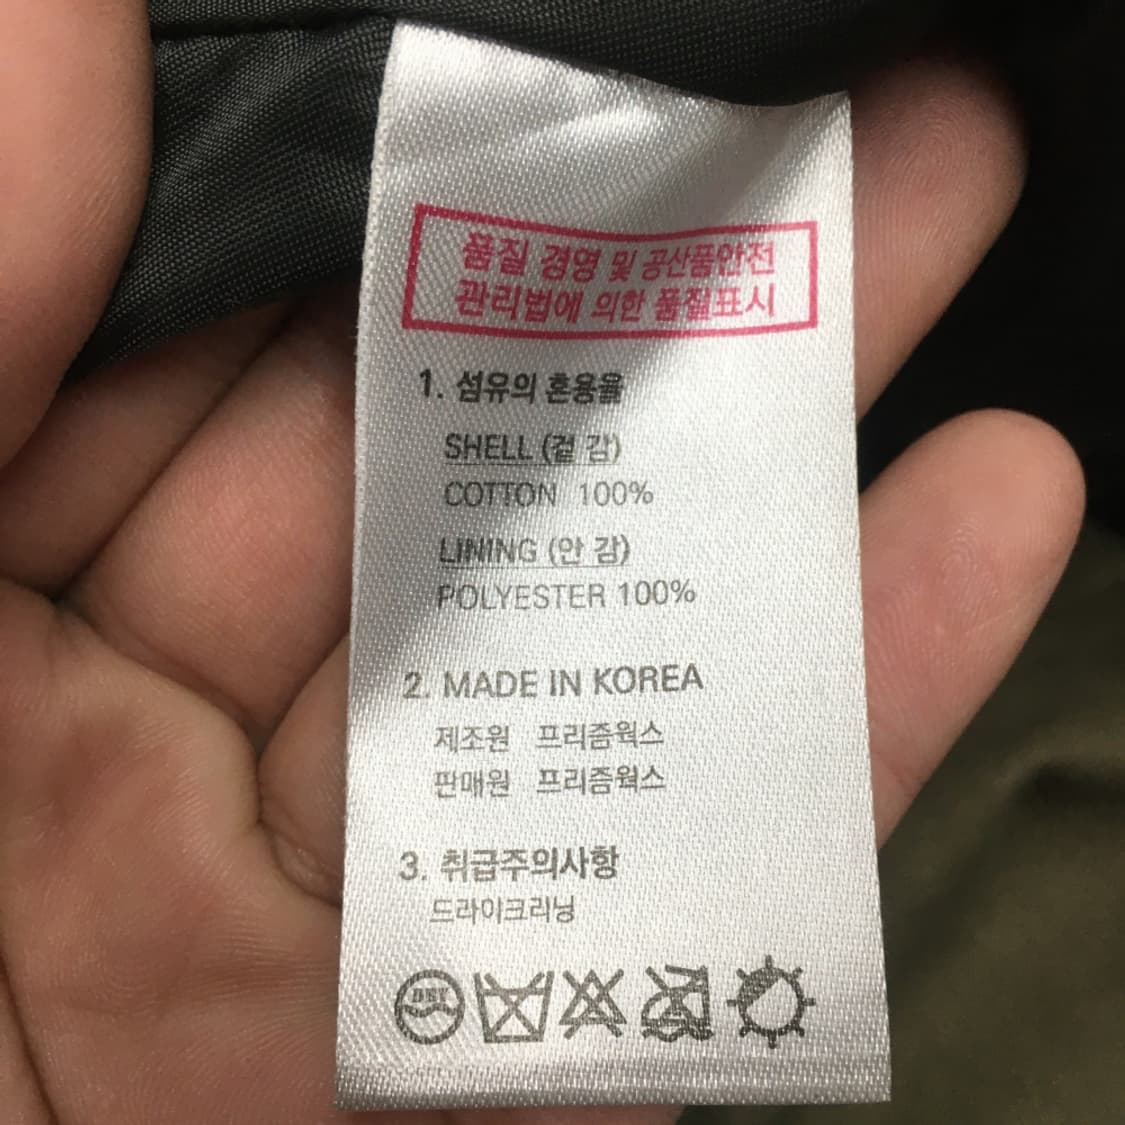 품질 경영 및 공산품안전
관리법에 의한 품질표시
1. 섬유의 혼용율
SHELL (겉 감)
COTTON 100%
LINING (안 감)
POLYESTER 100%
2. MADE IN KOREA
제조원 프리즘웍스
판매원 프리즘웍스
3. 취급주의사항
드라이크리닝
DRY